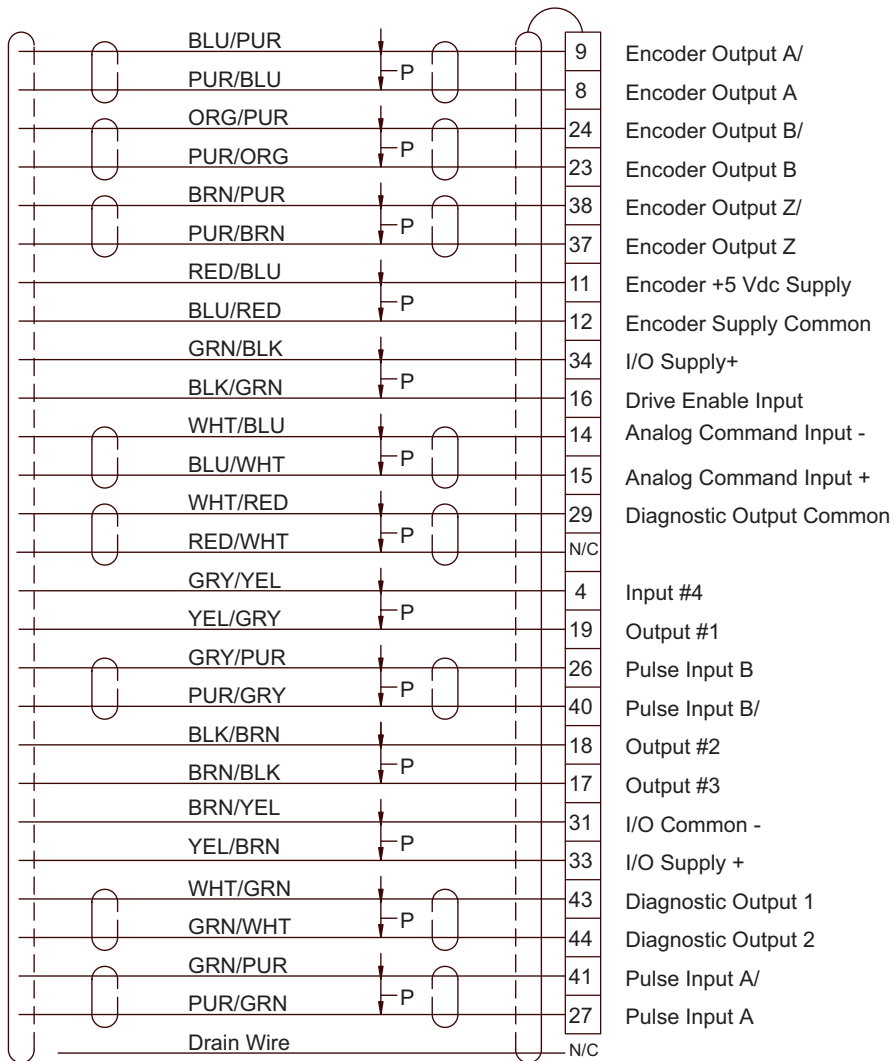 BLU/PUR 9 Encoder Output A/
P
PUR/BLU 8 Encoder Output A
ORG/PUR 24 Encoder Output B/
P
PUR/ORG 23 Encoder Output B
BRN/PUR 38 Encoder Output Z/
P
PUR/BRN 37 Encoder Output Z
RED/BLU 11 Encoder +5 Vdc Supply
P
BLU/RED 12 Encoder Supply Common
GRN/BLK 34 I/O Supply+
P
BLK/GRN 16 Drive Enable Input
WHT/BLU 14 Analog Command Input -
P
BLU/WHT 15 Analog Command Input +
WHT/RED 29 Diagnostic Output Common
P
RED/WHT N/C
GRY/YEL 4 Input #4
P
YEL/GRY 19 Output #1
GRY/PUR 26 Pulse Input B
P
PUR/GRY 40 Pulse Input B/
BLK/BRN 18 Output #2
P
BRN/BLK 17 Output #3
BRN/YEL 31 I/O Common -
P
YEL/BRN 33 I/O Supply +
WHT/GRN 43 Diagnostic Output 1
P
GRN/WHT 44 Diagnostic Output 2
GRN/PUR 41 Pulse Input A/
P
PUR/GRN 27 Pulse Input A
Drain Wire N/C